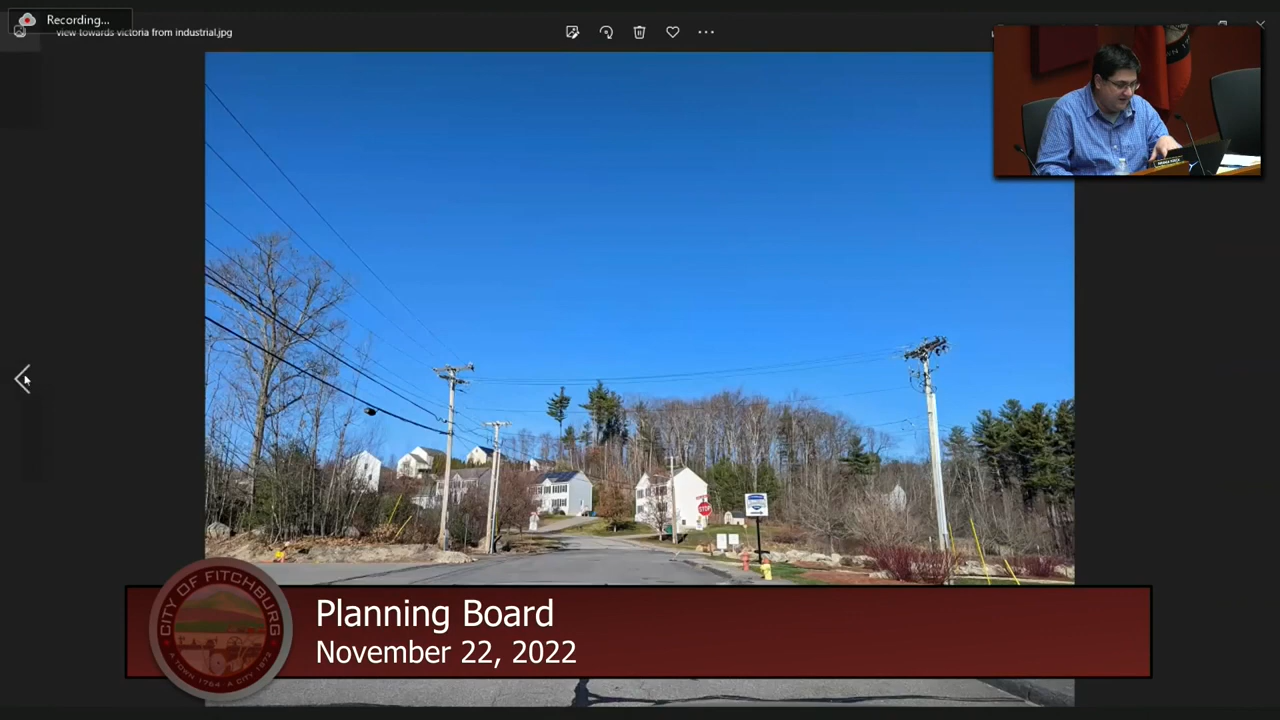 Recording...
view towards victoria from industrial.jpg
STOP
CITY OF FITCHBURG
A TOWN 1764 · A CITY 1872
Planning Board
November 22, 2022